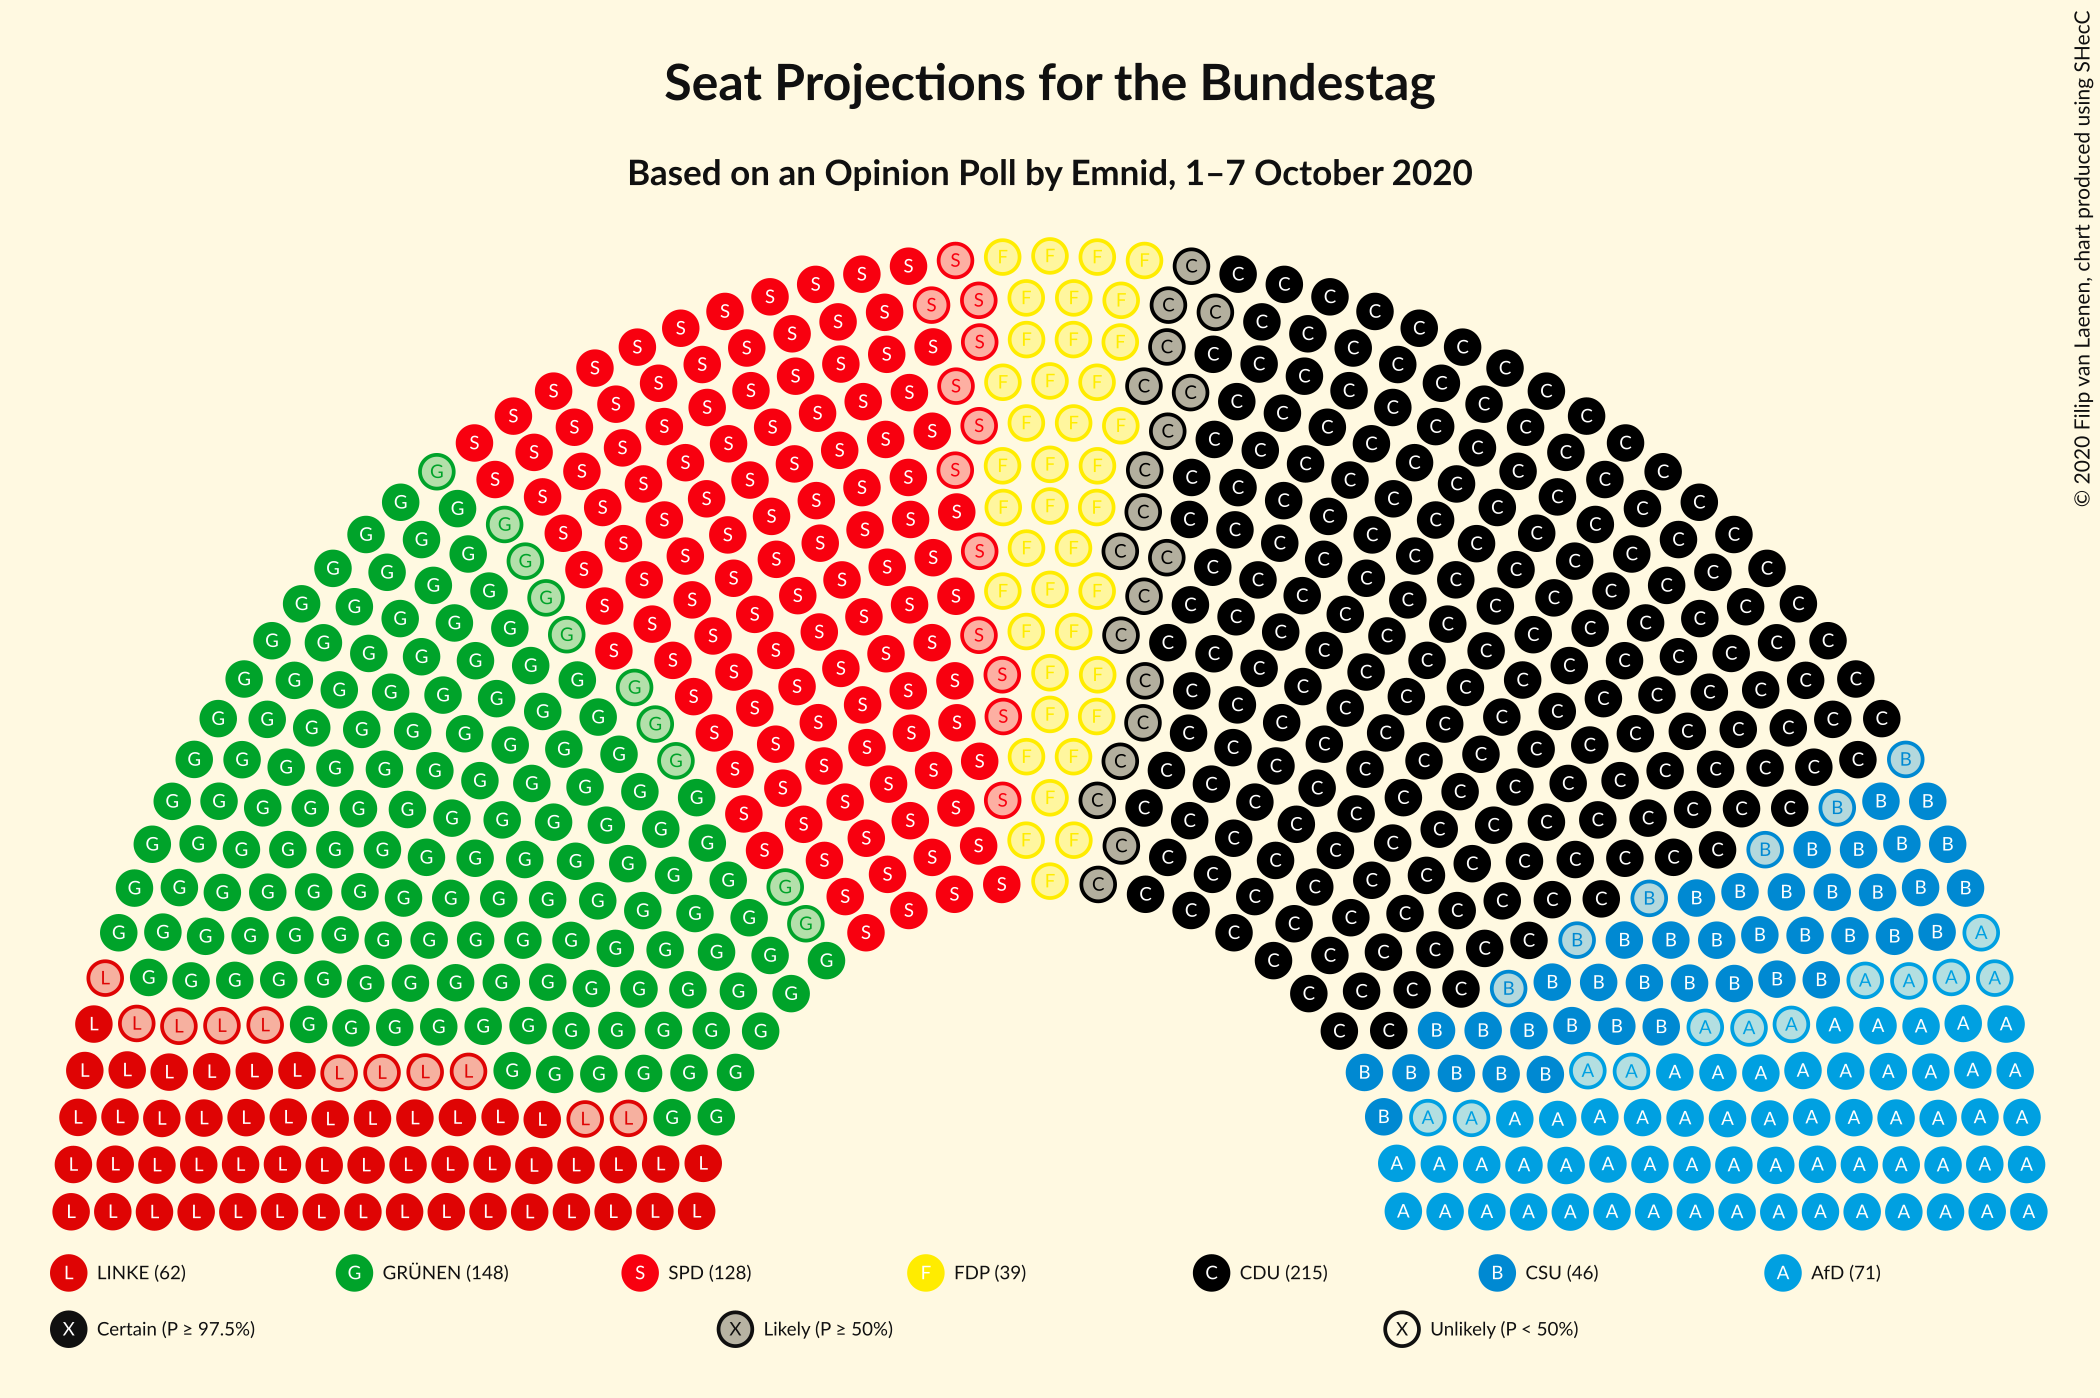 Seat Projections for the Bundestag
Based on an Opinion Poll by Emnid, 1–7 October 2020
© 2020 Filip van Laenen, chart produced using SHecC
L LINKE (62)
G GRÜNEN (148)
S SPD (128)
F FDP (39)
C CDU (215)
B CSU (46)
A AfD (71)
X Certain (P ≥ 97.5%)
X Likely (P ≥ 50%)
X Unlikely (P < 50%)